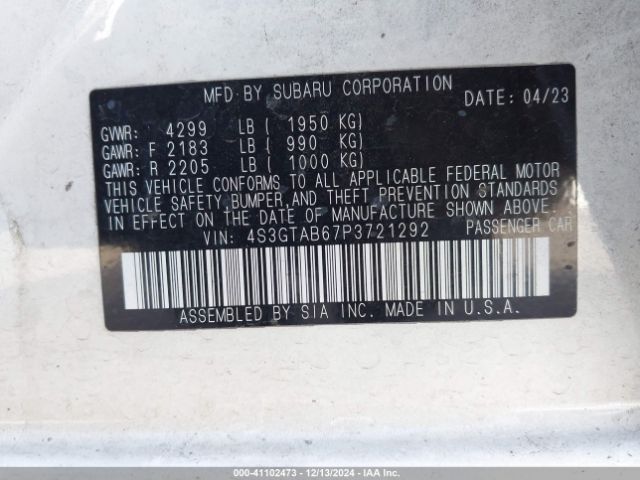 MFD BY SUBARU CORPORATION
DATE: 04/23
GVWR: 4299 LB ( 1950 KG)
GAWR: F 2183 LB ( 990 KG)
GAWR: R 2205 LB ( 1000 KG)
THIS VEHICLE CONFORMS TO ALL APPLICABLE FEDERAL MOTOR
VEHICLE SAFETY, BUMPER, AND THEFT PREVENTION STANDARDS
IN EFFECT ON THE DATE OF MANUFACTURE SHOWN ABOVE.
VIN: 4S3GTAB67P3721292 PASSENGER CAR
ASSEMBLED BY SIA INC. MADE IN U.S.A.
000-41102473 - 12/13/2024 - IAA Inc.